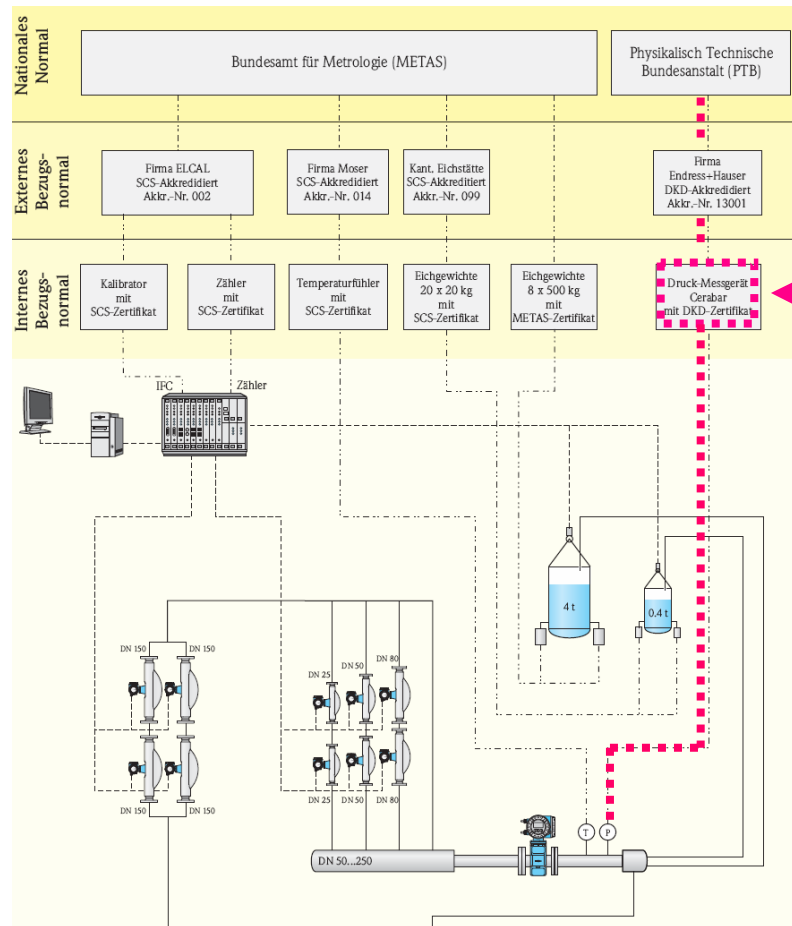 Nationales
Normal
Bundesamt für Metrologie (METAS)
Physikalisch Technische
Bundesanstalt (PTB)
Externes
Bezugs-
normal
Firma ELCAL
SCS-Akkredidiert
Akkr.-Nr. 002
Firma Moser
SCS-Akkredidiert
Akkr.-Nr. 014
Kant. Eichstätte
SCS-Akkreditiert
Akkr.-Nr. 099
Firma
Endress+Hauser
DKD-Akkredidiert
Akkr.-Nr. 13001
Internes
Bezugs-
normal
Kalibrator
mit
SCS-Zertifikat
Zähler
mit
SCS-Zertifikat
Temperaturfühler
mit
SCS-Zertifikat
Eichgewichte
20 x 20 kg
mit
SCS-Zertifikat
Eichgewichte
8 x 500 kg
mit
METAS-Zertifikat
Druck-Messgerät
Cerabar
mit DKD-Zertifikat
IFC
Zähler
4 t
0.4 t
DN 150
DN 150
DN 25
DN 50
DN 80
DN 150
DN 150
DN 25
DN 50
DN 80
T
P
DN 50...250